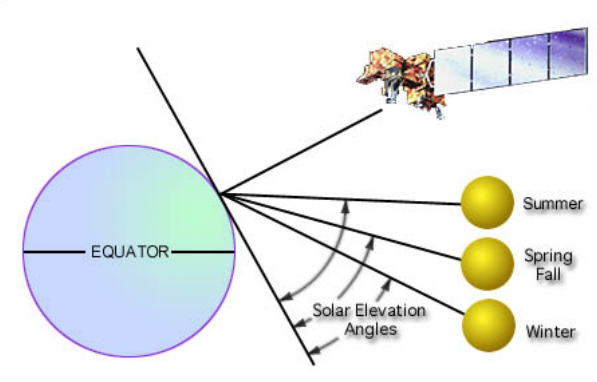 Summer
EQUATOR
Spring
Fall
Solar Elevation
Angles
Winter